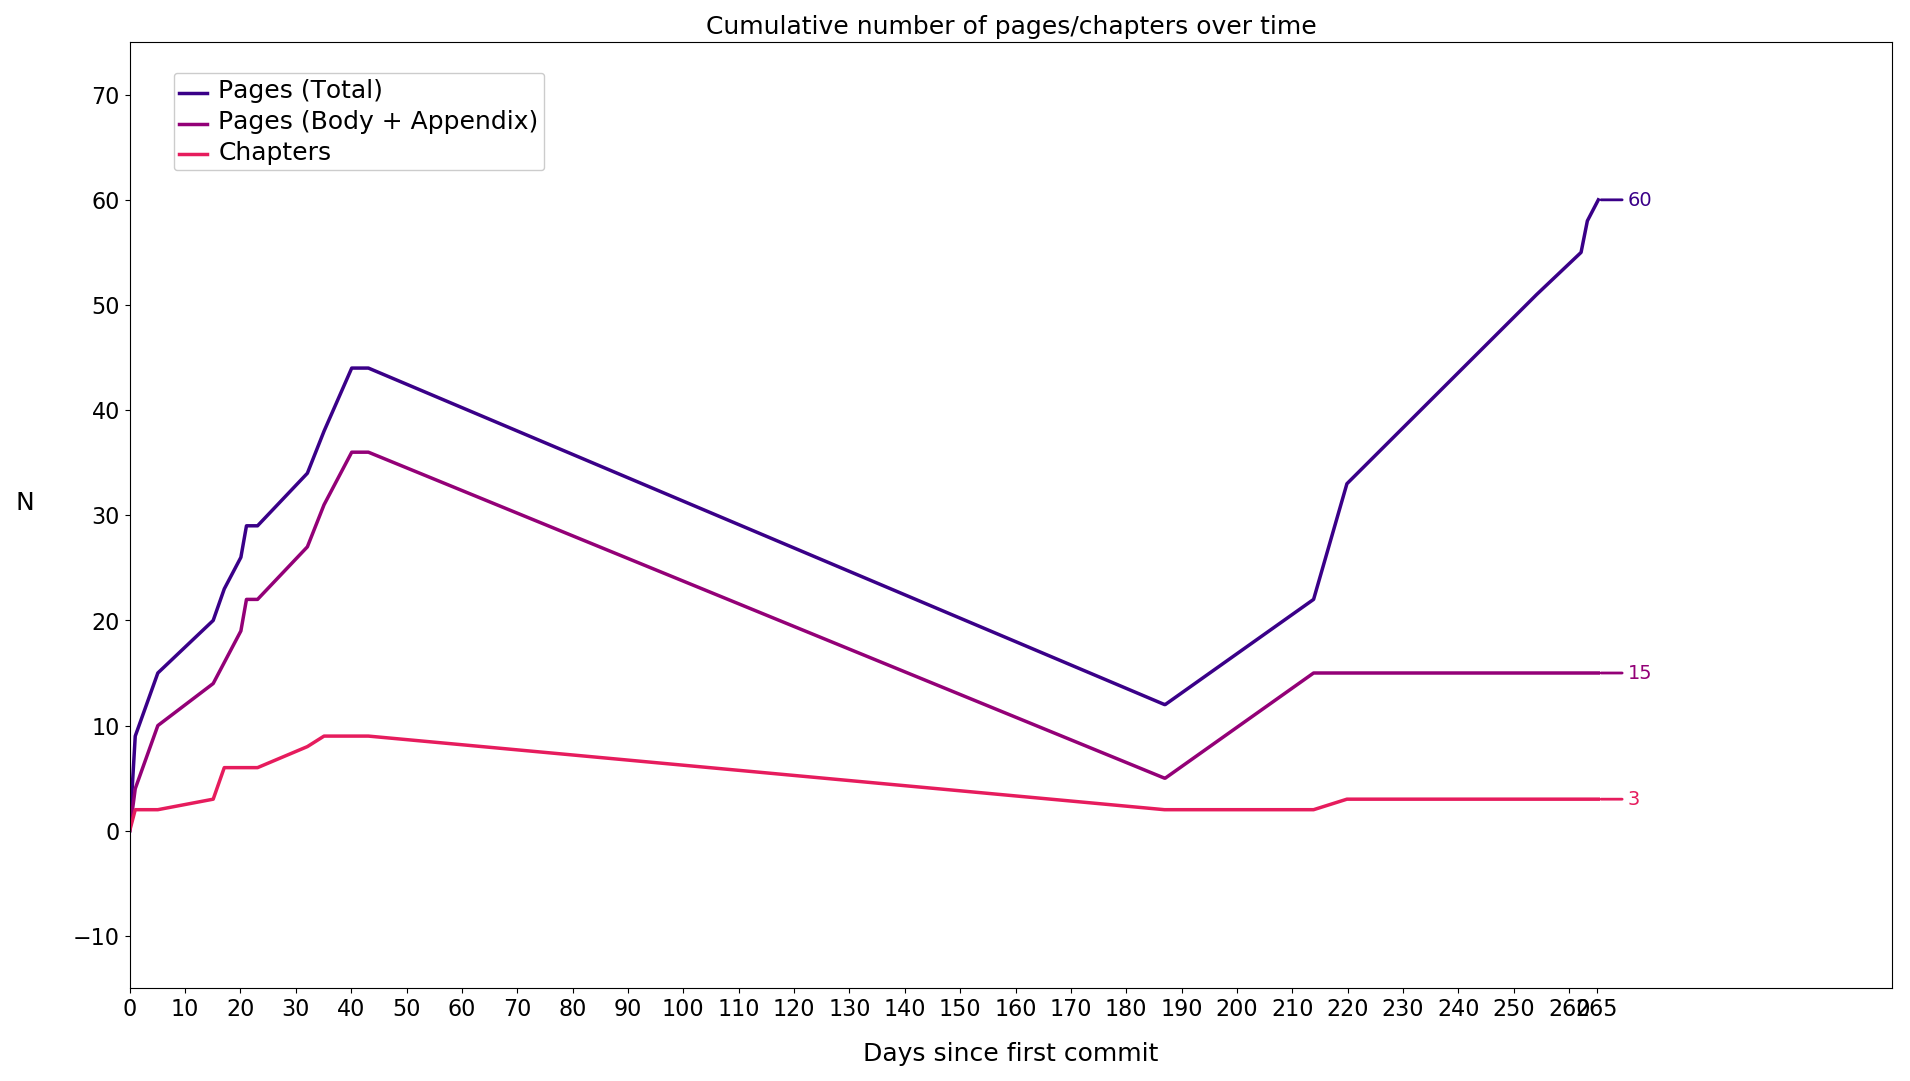 Cumulative number of pages/chapters over time
Pages (Total)
Pages (Body + Appendix)
Chapters
70
60
50
40
30
20
10
0
−10
N
60
15
3
0 10 20 30 40 50 60 70 80 90 100 110 120 130 140 150 160 170 180 190 200 210 220 230 240 250 260 265
Days since first commit